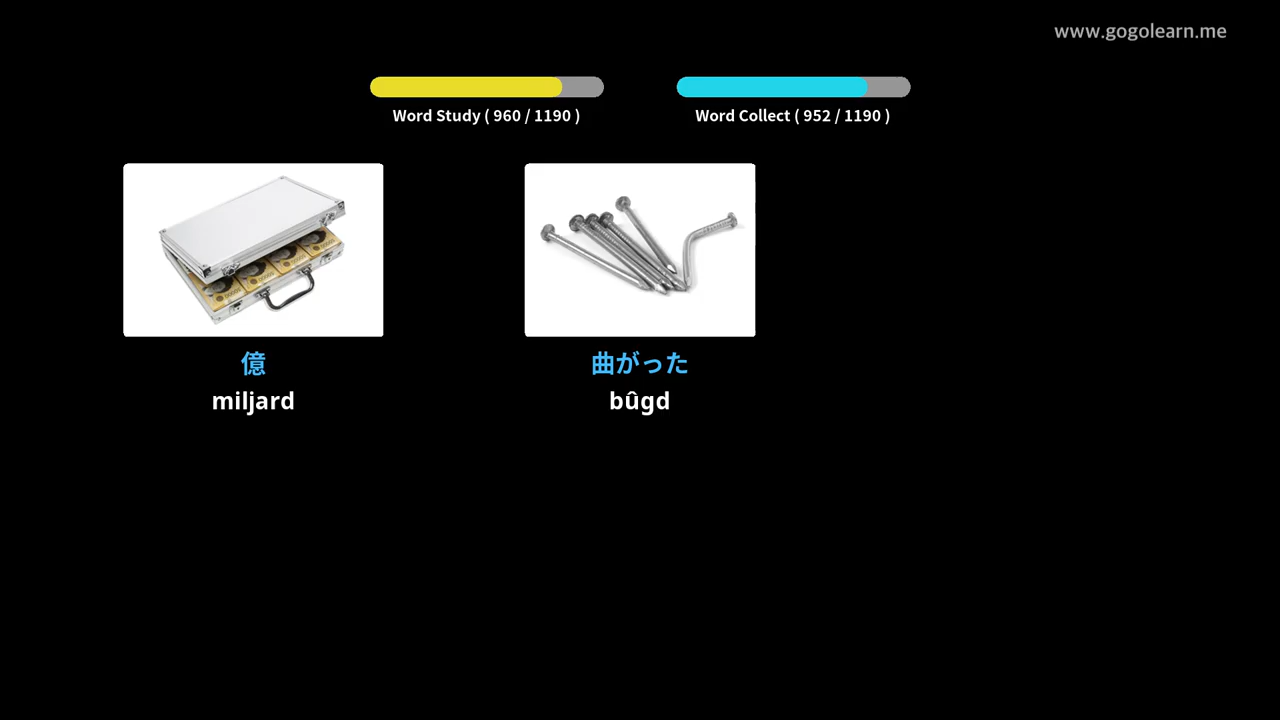 www.gogolearn.me
Word Study ( 960 / 1190 )
Word Collect ( 952 / 1190 )
億
miljard
曲がった
bûgd